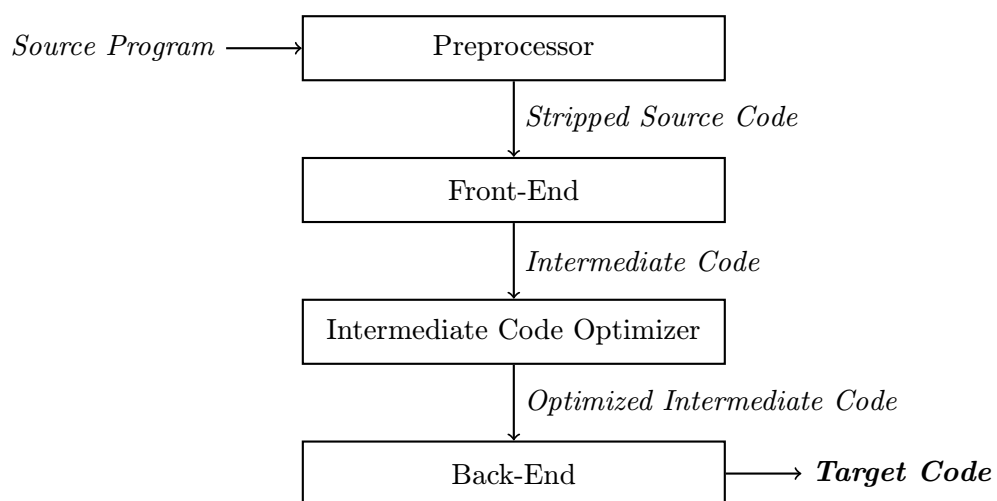 Source Program
Preprocessor
Stripped Source Code
Front-End
Intermediate Code
Intermediate Code Optimizer
Optimized Intermediate Code
Back-End
Target Code